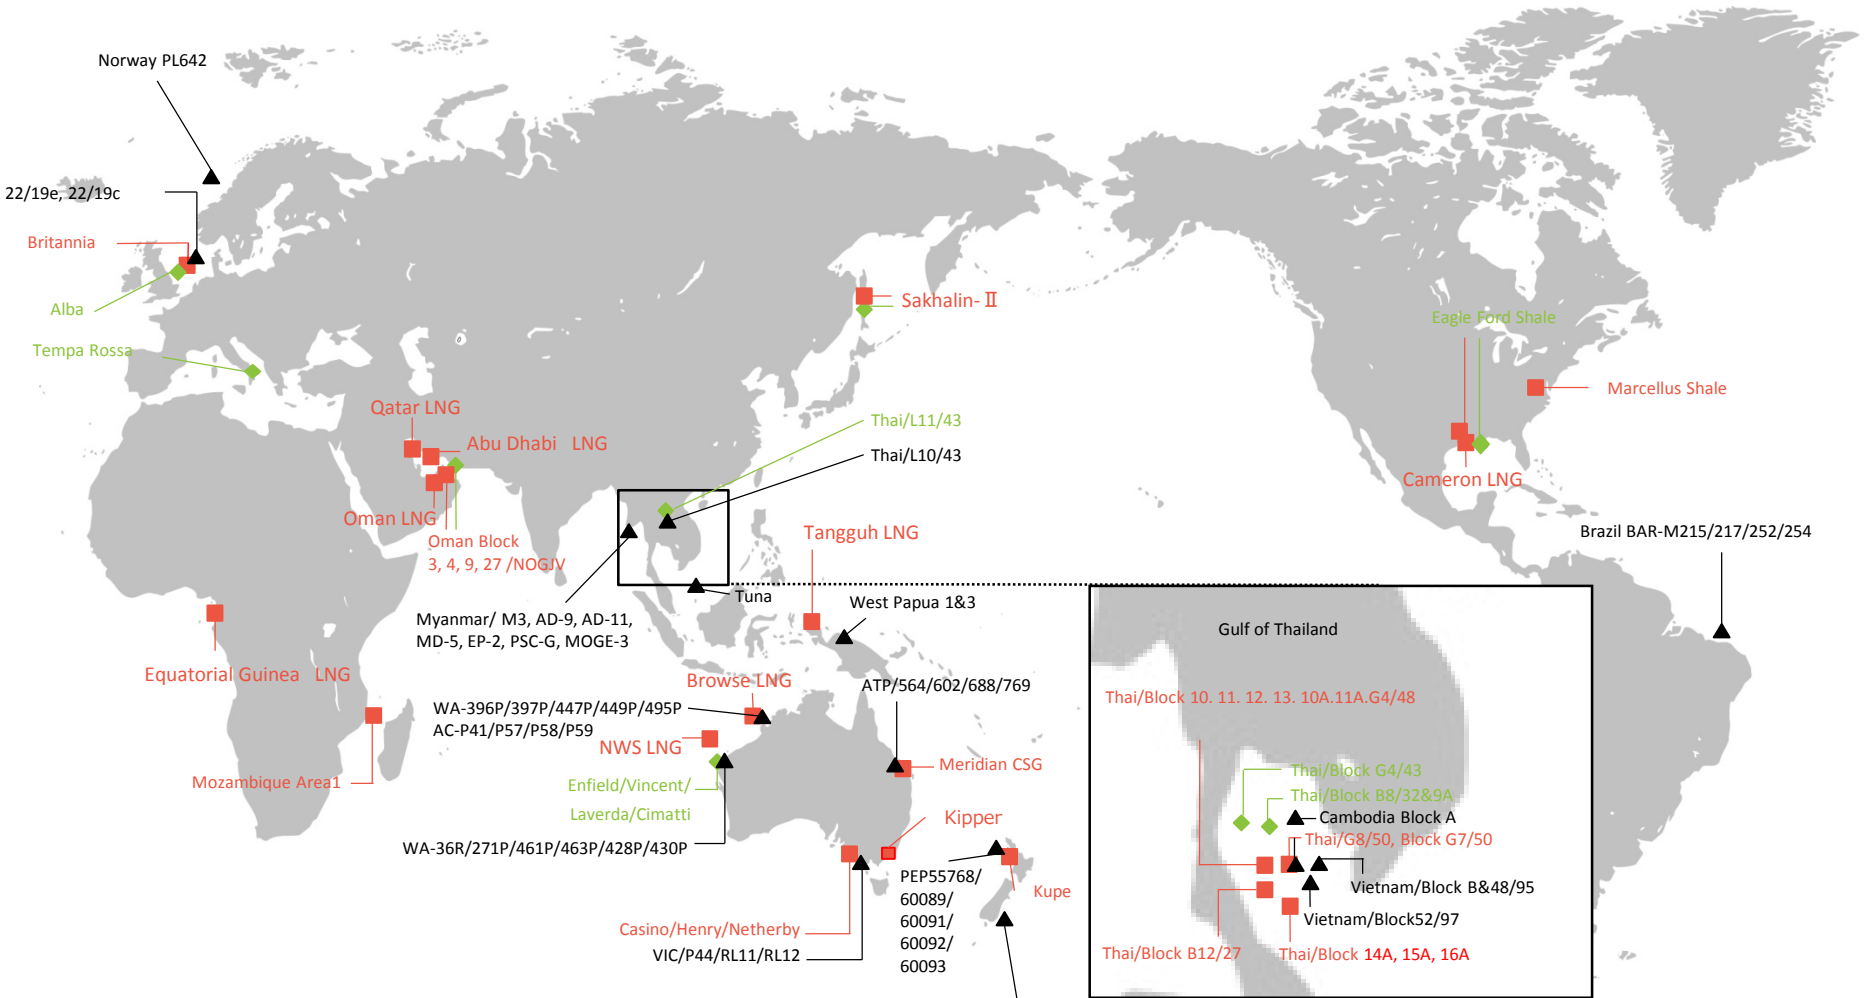 Norway PL642
22/19e, 22/19c
Britannia
Alba
Tempa Rossa
Sakhalin-Ⅱ
Eagle Ford Shale
Marcellus Shale
Cameron LNG
Qatar LNG
Abu Dhabi LNG
Oman LNG
Oman Block
3, 4, 9, 27 /NOGJV
Thai/L11/43
Thai/L10/43
Tangguh LNG
Brazil BAR-M215/217/252/254
Tuna
West Papua 1&3
Myanmar/ M3, AD-9, AD-11,
MD-5, EP-2, PSC-G, MOGE-3
Equatorial Guinea LNG
Mozambique Area1
Browse LNG
ATP/564/602/688/769
WA-396P/397P/447P/449P/495P
AC-P41/P57/P58/P59
NWS LNG
Meridian CSG
Enfield/Vincent/
Laverda/Cimatti
Kipper
WA-36R/271P/461P/463P/428P/430P
PEP55768/
60089/
60091/
60092/
60093
Kupe
Casino/Henry/Netherby
VIC/P44/RL11/RL12
Gulf of Thailand
Thai/Block 10. 11. 12. 13. 10A.11A.G4/48
Thai/Block G4/43
Thai/Block B8/32&9A
Cambodia Block A
Thai/G8/50, Block G7/50
Vietnam/Block B&48/95
Vietnam/Block52/97
Thai/Block B12/27
Thai/Block 14A, 15A, 16A